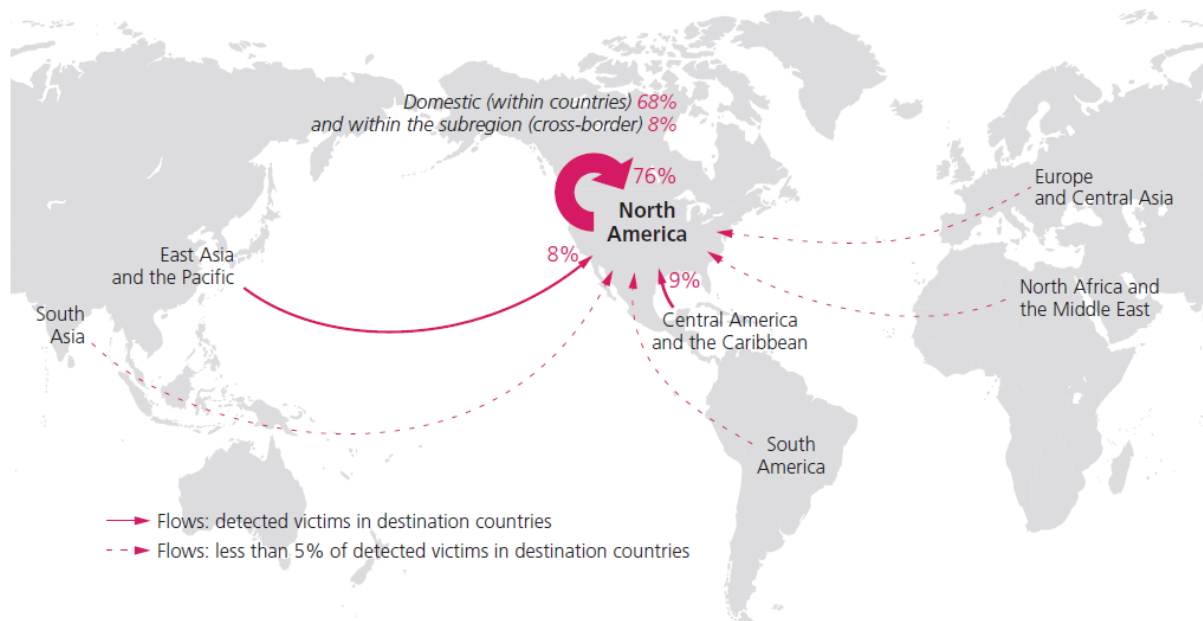 Domestic (within countries) 68%
and within the subregion (cross-border) 8%
76%
North
America
Europe
and Central Asia
8%
East Asia
and the Pacific
9%
North Africa and
the Middle East
South
Asia
Central America
and the Caribbean
South
America
Flows: detected victims in destination countries
Flows: less than 5% of detected victims in destination countries